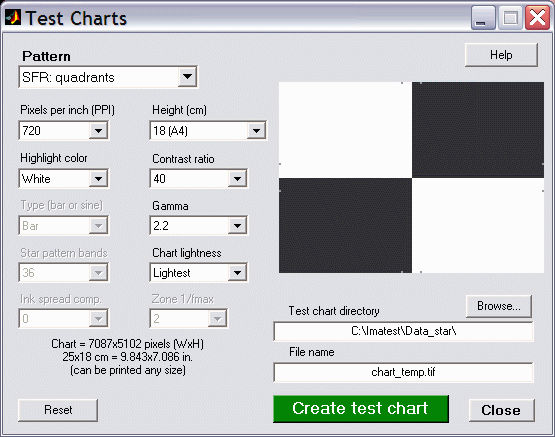 Test Charts
Pattern
Help
SFR: quadrants
Pixels per inch (PPI)
Height (cm)
720
18 (A4)
Highlight color
Contrast ratio
White
40
Type (bar or sine)
Gamma
Bar
2.2
Star pattern bands
Chart lightness
36
Lightest
Ink spread comp.
Zone 1/fmax
0
2
Browse...
Test chart directory
C:\Imatest\Data_star\
File name
chart_temp.tif
Chart = 7087x5102 pixels (WxH)
25x18 cm = 9.843x7.086 in.
(can be printed any size)
Reset
Create test chart
Close